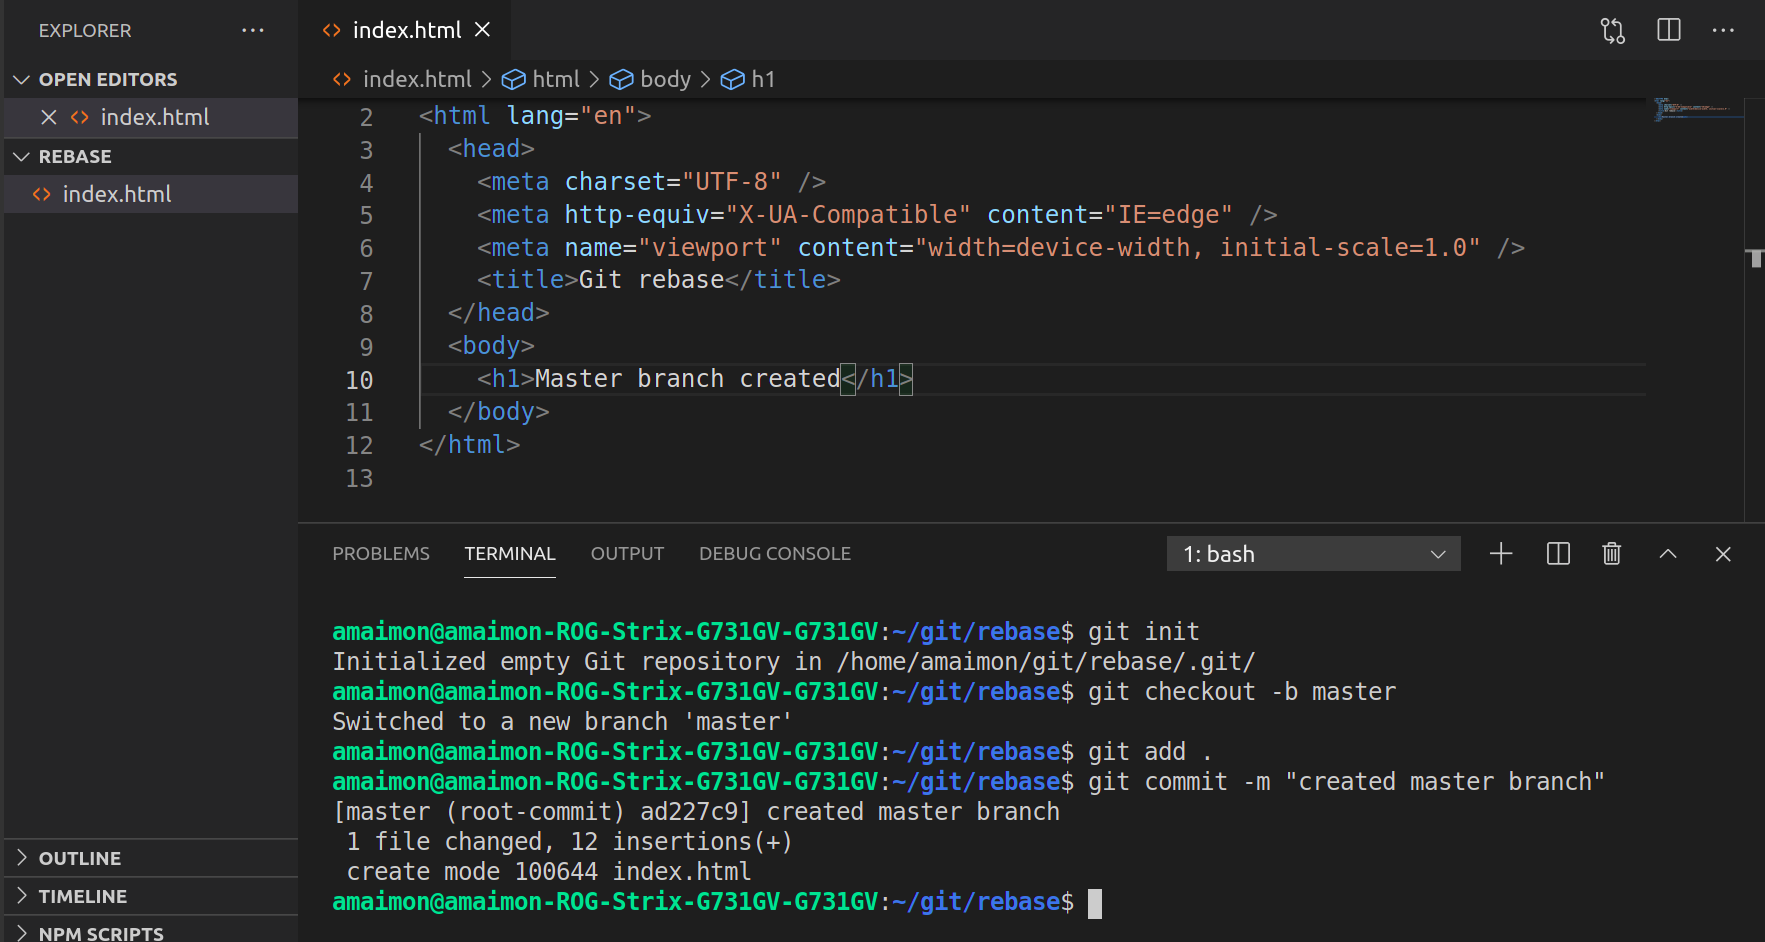 EXPLORER
OPEN EDITORS
index.html
REBASE
index.html
OUTLINE
TIMELINE
NPM SCRIPTS
index.html
index.html > html > body > h1
2 <html lang="en">
3 <head>
4 <meta charset="UTF-8" />
5 <meta http-equiv="X-UA-Compatible" content="IE=edge" />
6 <meta name="viewport" content="width=device-width, initial-scale=1.0" />
7 <title>Git rebase</title>
8 </head>
9 <body>
10 <h1>Master branch created</h1>
11 </body>
12 </html>
13
PROBLEMS TERMINAL OUTPUT DEBUG CONSOLE 1: bash
amaimon@amaimon-ROG-Strix-G731GV-G731GV:~/git/rebase$ git init
Initialized empty Git repository in /home/amaimon/git/rebase/.git/
amaimon@amaimon-ROG-Strix-G731GV-G731GV:~/git/rebase$ git checkout -b master
Switched to a new branch 'master'
amaimon@amaimon-ROG-Strix-G731GV-G731GV:~/git/rebase$ git add .
amaimon@amaimon-ROG-Strix-G731GV-G731GV:~/git/rebase$ git commit -m "created master branch"
[master (root-commit) ad227c9] created master branch
1 file changed, 12 insertions(+)
create mode 100644 index.html
amaimon@amaimon-ROG-Strix-G731GV-G731GV:~/git/rebase$